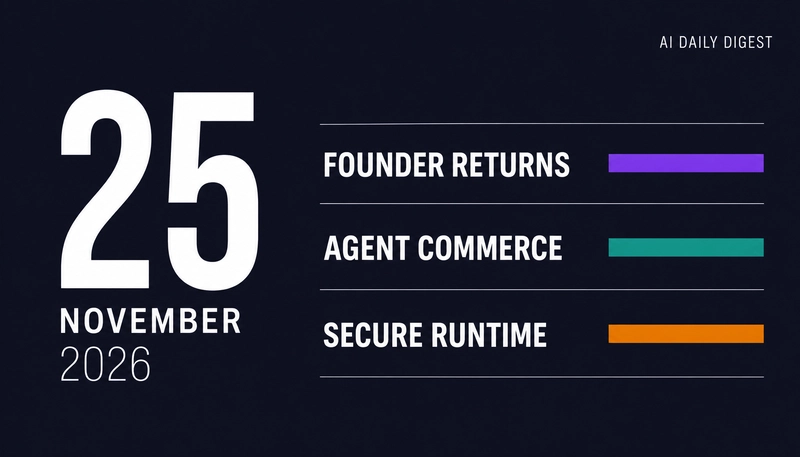 AI DAILY DIGEST
25
NOVEMBER
2026
FOUNDER RETURNS
AGENT COMMERCE
SECURE RUNTIME